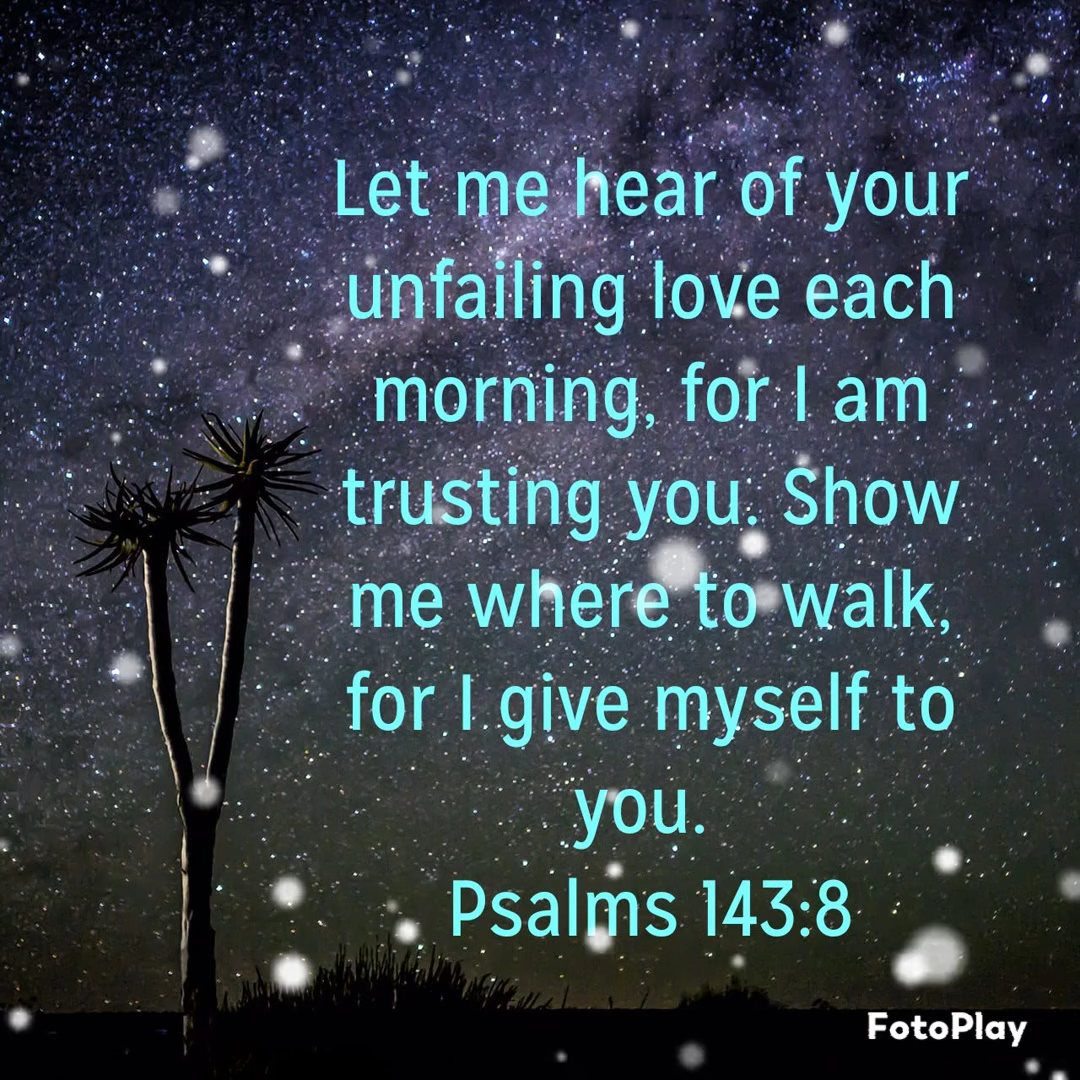 Let me hear of your
unfailing love each
morning, for I am
trusting you. Show
me where to walk,
for I give myself to
you.
Psalms 143:8
FotoPlay